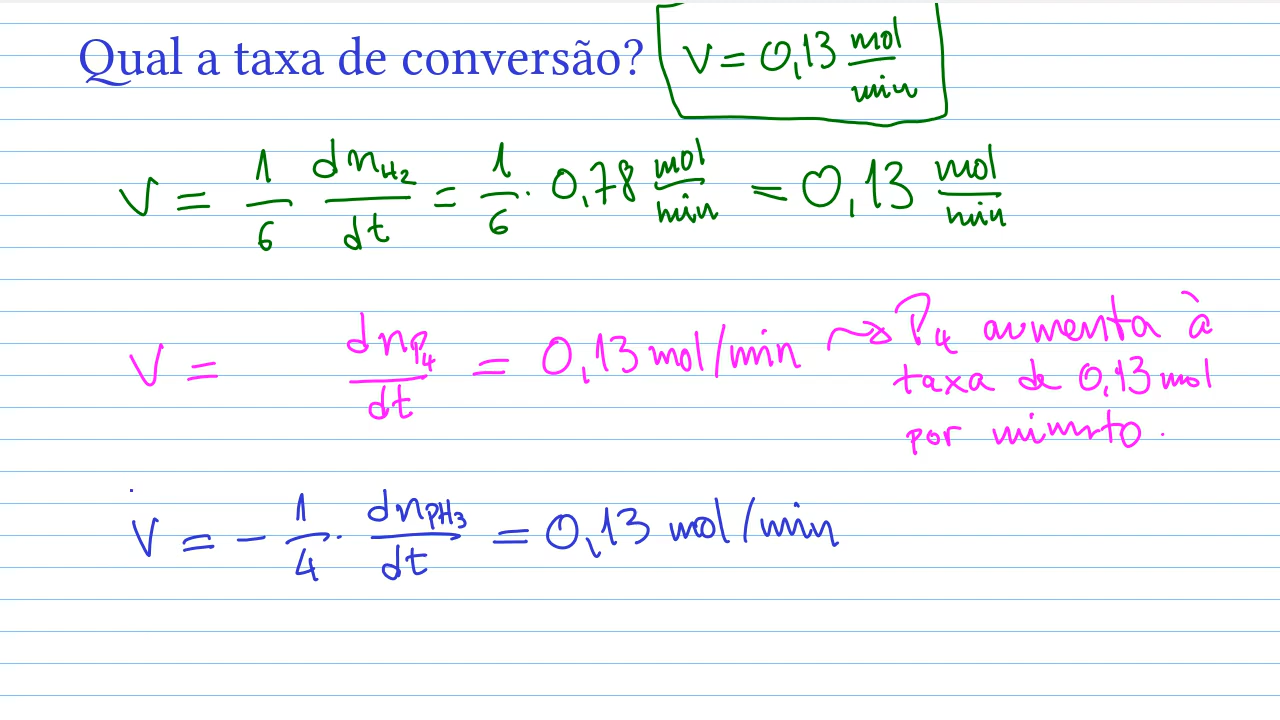 Qual a taxa de conversão? V = 0,13 mol/min
V = 1/6 dn_H₂/dt = 1/6 · 0,78 mol/min = 0,13 mol/min
V = dn_P₄/dt = 0,13 mol/min → P₄ aumenta à
taxa de 0,13 mol
por minuto.
V = - 1/4 · dn_PH₃/dt = 0,13 mol/min